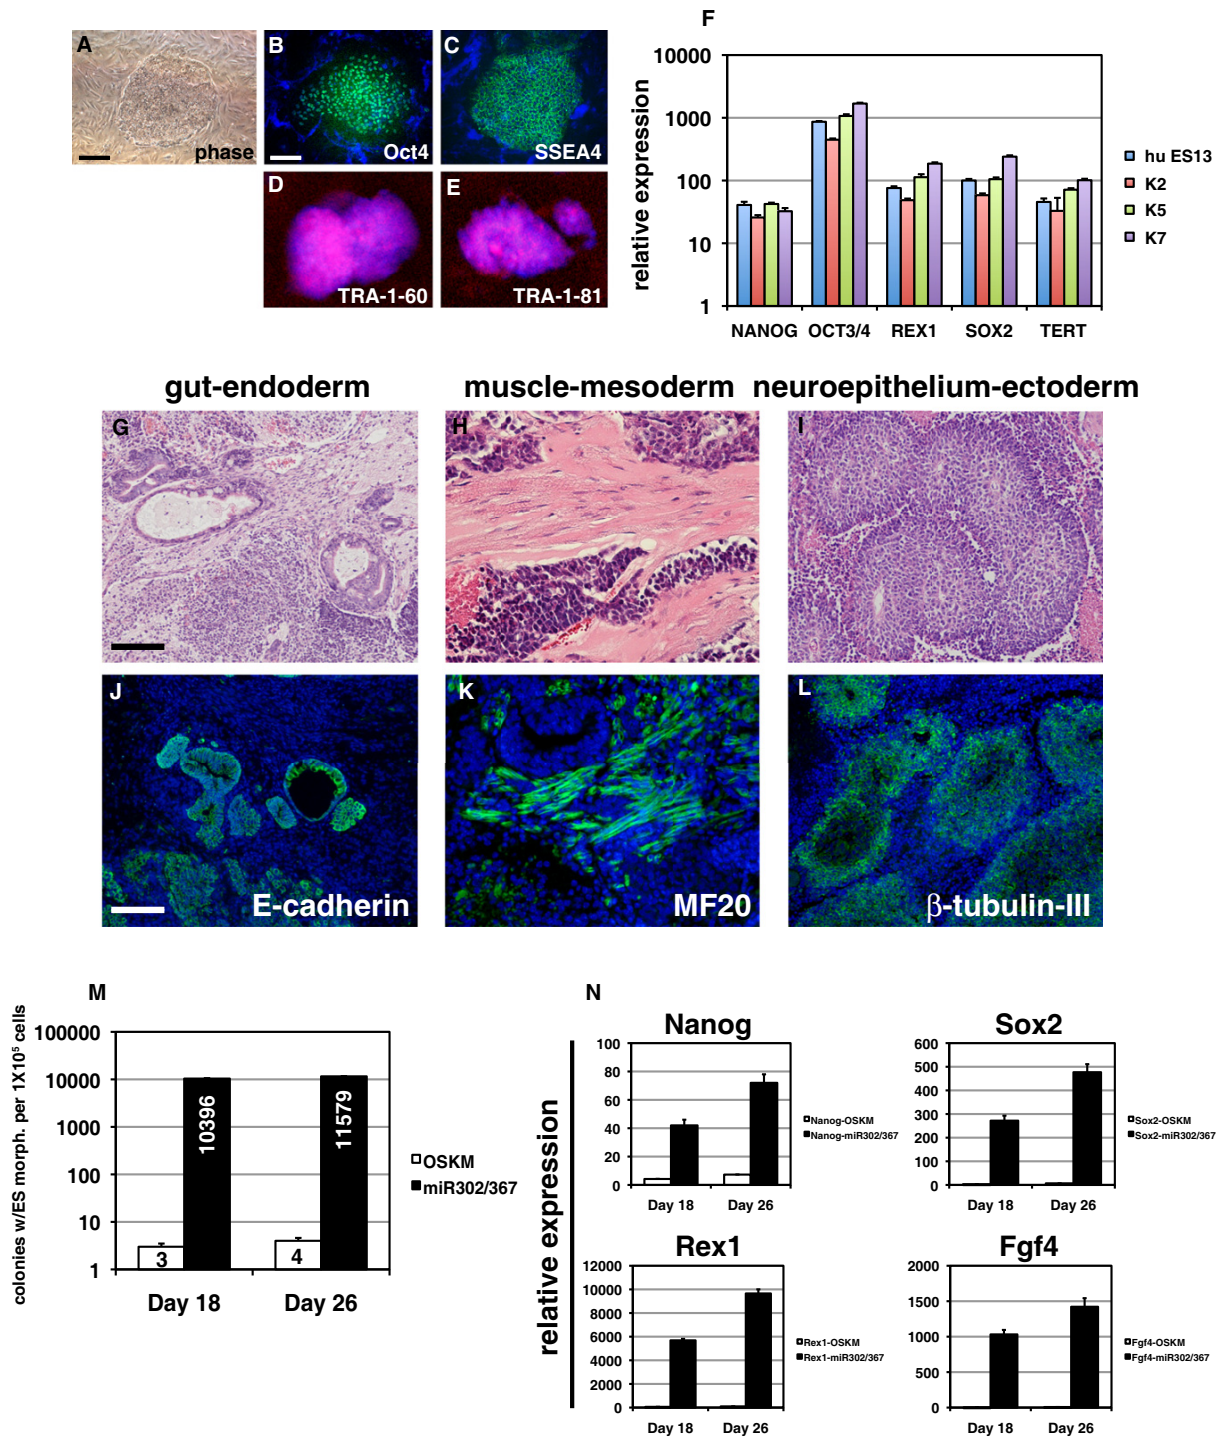 A
phase
B
Oct4
C
SSEA4
D
TRA-1-60
E
TRA-1-81
F
relative expression
10000
1000
100
10
1
NANOG OCT3/4 REX1 SOX2 TERT
hu ES13
K2
K5
K7
gut-endoderm
muscle-mesoderm
neuroepithelium-ectoderm
G
H
I
J
E-cadherin
K
MF20
L
β-tubulin-III
M
colonies w/ES morph. per 1X10⁵ cells
100000
10000
1000
100
10
1
3
10396
4
11579
Day 18 Day 26
OSKM
miR302/367
N
relative expression
Nanog
100
80
60
40
20
0
Day 18 Day 26
Nanog-OSKM
Nanog-miR302/367
Sox2
600
500
400
300
200
100
0
Day 18 Day 26
Sox2-OSKM
Sox2-miR302/367
Rex1
12000
10000
8000
6000
4000
2000
0
Day 18 Day 26
Rex1-OSKM
Rex1-miR302/367
Fgf4
2000
1500
1000
500
0
Day 18 Day 26
Fgf4-OSKM
Fgf4-miR302/367